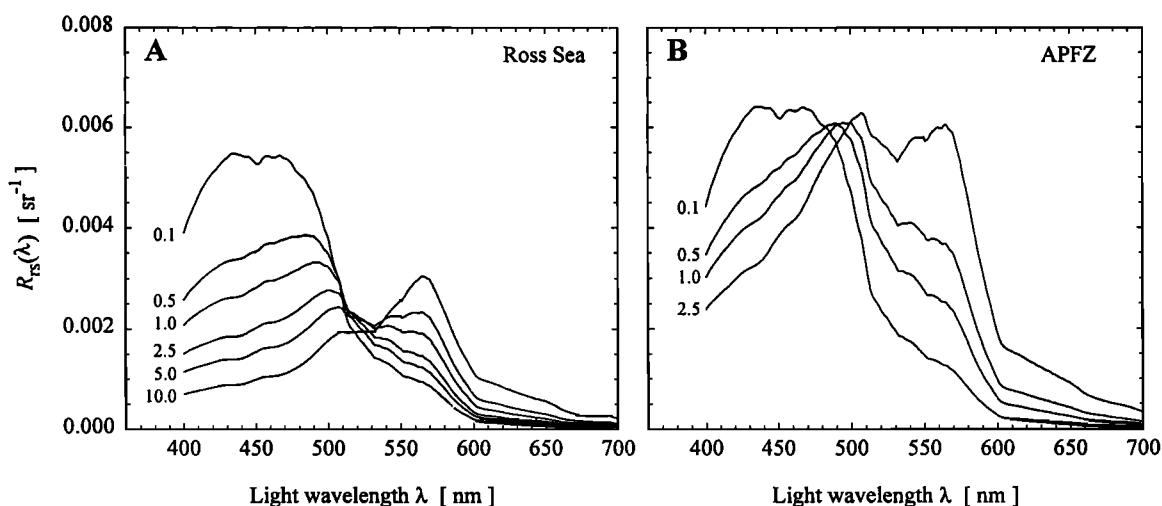 A
Ross Sea
0.008
0.006
0.004
0.002
0.000
R_rs(λ) [ sr⁻¹ ]
0.1
0.5
1.0
2.5
5.0
10.0
400 450 500 550 600 650 700
Light wavelength λ [ nm ]
B
APFZ
0.1
0.5
1.0
2.5
400 450 500 550 600 650 700
Light wavelength λ [ nm ]